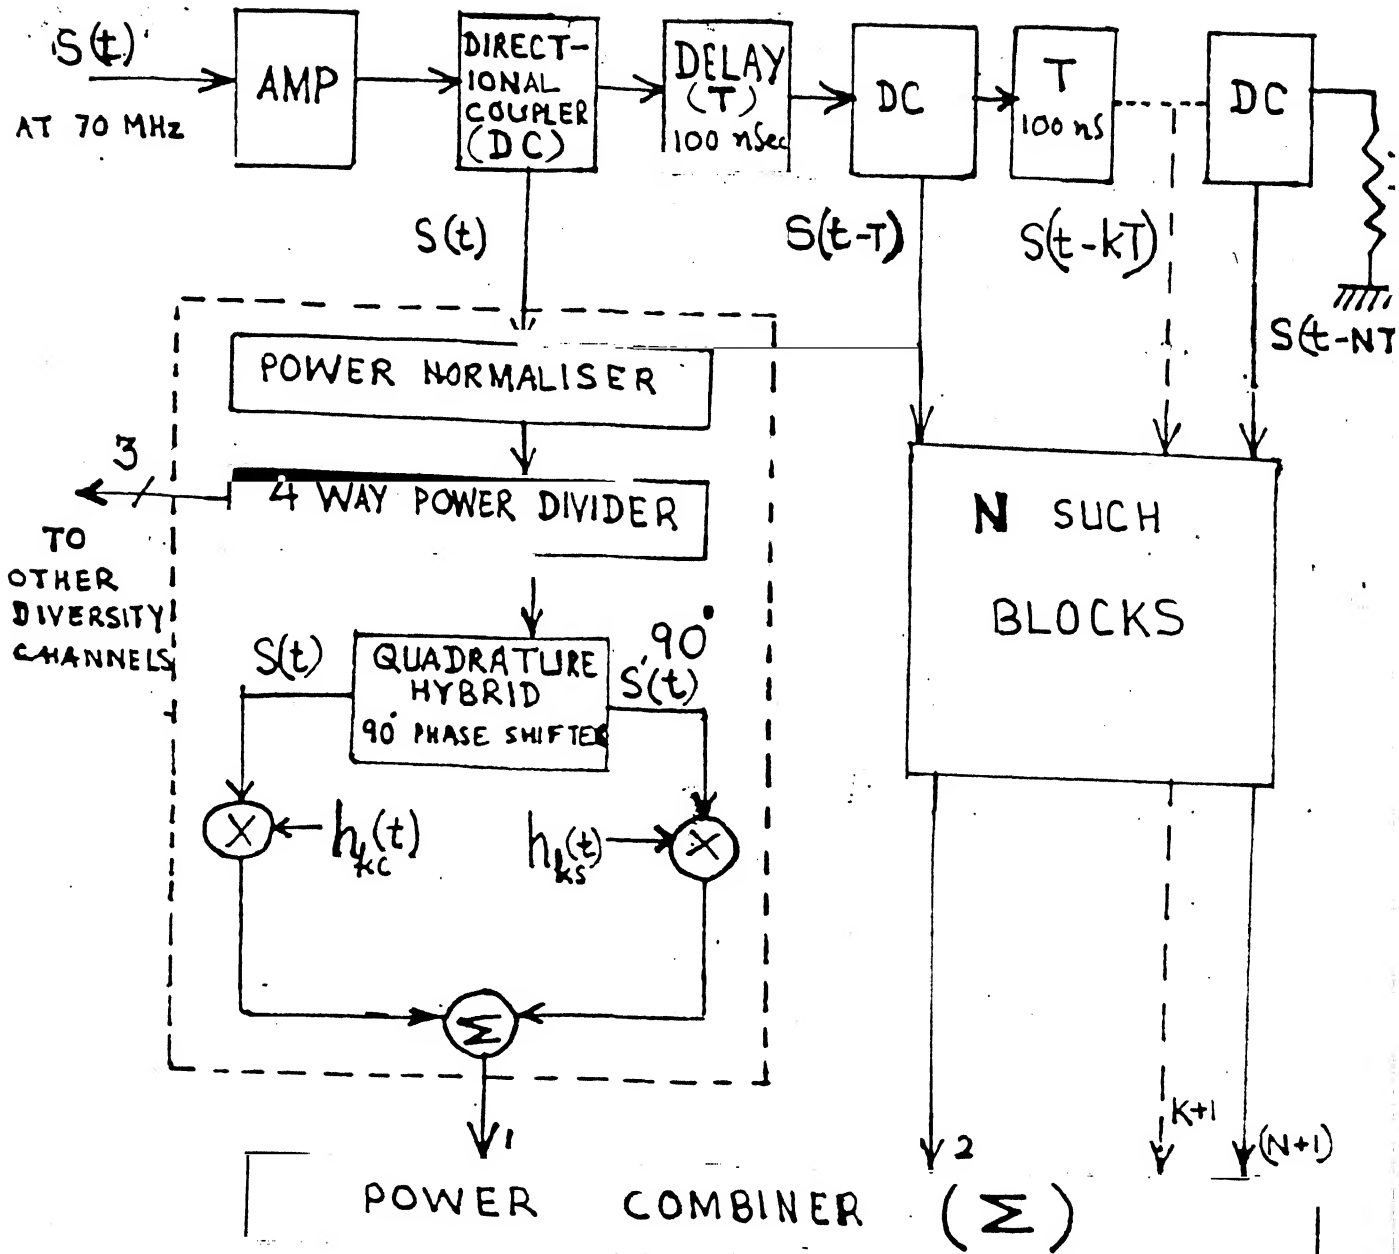 S(t)
AT 70 MHz
AMP
DIRECT-
IONAL
COUPLER
(DC)
DELAY
(T)
100 nSec
DC
T
100 nS
DC
S(t)
S(t-T)
S(t-kT)
S(t-NT
POWER NORMALISER
3
4 WAY POWER DIVIDER
TO
OTHER
DIVERSITY
CHANNELS
N SUCH
BLOCKS
S(t)
QUADRATURE
HYBRID
90° PHASE SHIFTER
90°
S'(t)
X
hkc(t)
hks(t)
X
Σ
1
2
K+1
(N+1)
POWER COMBINER (Σ)